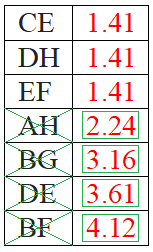 CE 1.41
DH 1.41
EF 1.41
AH 2.24
BG 3.16
DE 3.61
BF 4.12